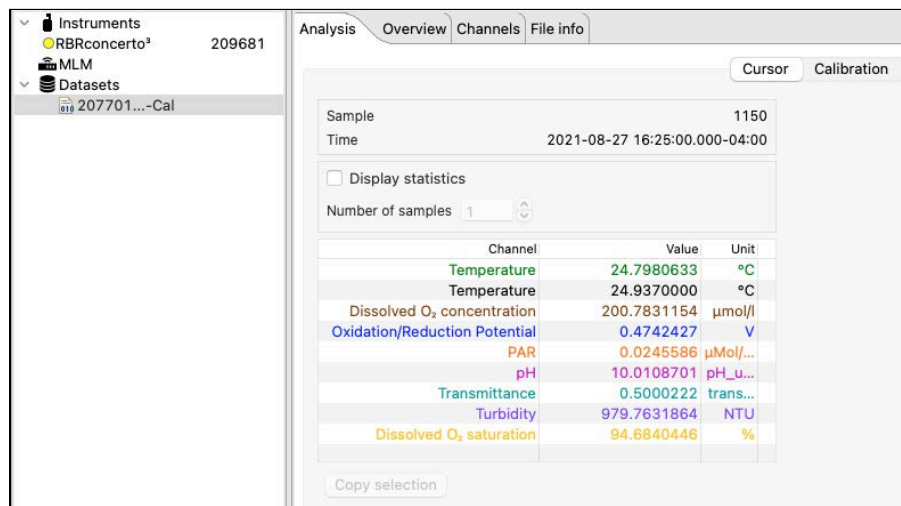 Instruments
RBRconcerto³ 209681
MLM
Datasets
207701...-Cal
Analysis Overview Channels File info
Cursor Calibration
Sample 1150
Time 2021-08-27 16:25:00.000-04:00
Display statistics
Number of samples 1
Channel Value Unit
Temperature 24.7980633 °C
Temperature 24.9370000 °C
Dissolved O₂ concentration 200.7831154 µmol/l
Oxidation/Reduction Potential 0.4742427 V
PAR 0.0245586 µMol/...
pH 10.0108701 pH_u...
Transmittance 0.5000222 trans...
Turbidity 979.7631864 NTU
Dissolved O₂ saturation 94.6840446 %
Copy selection